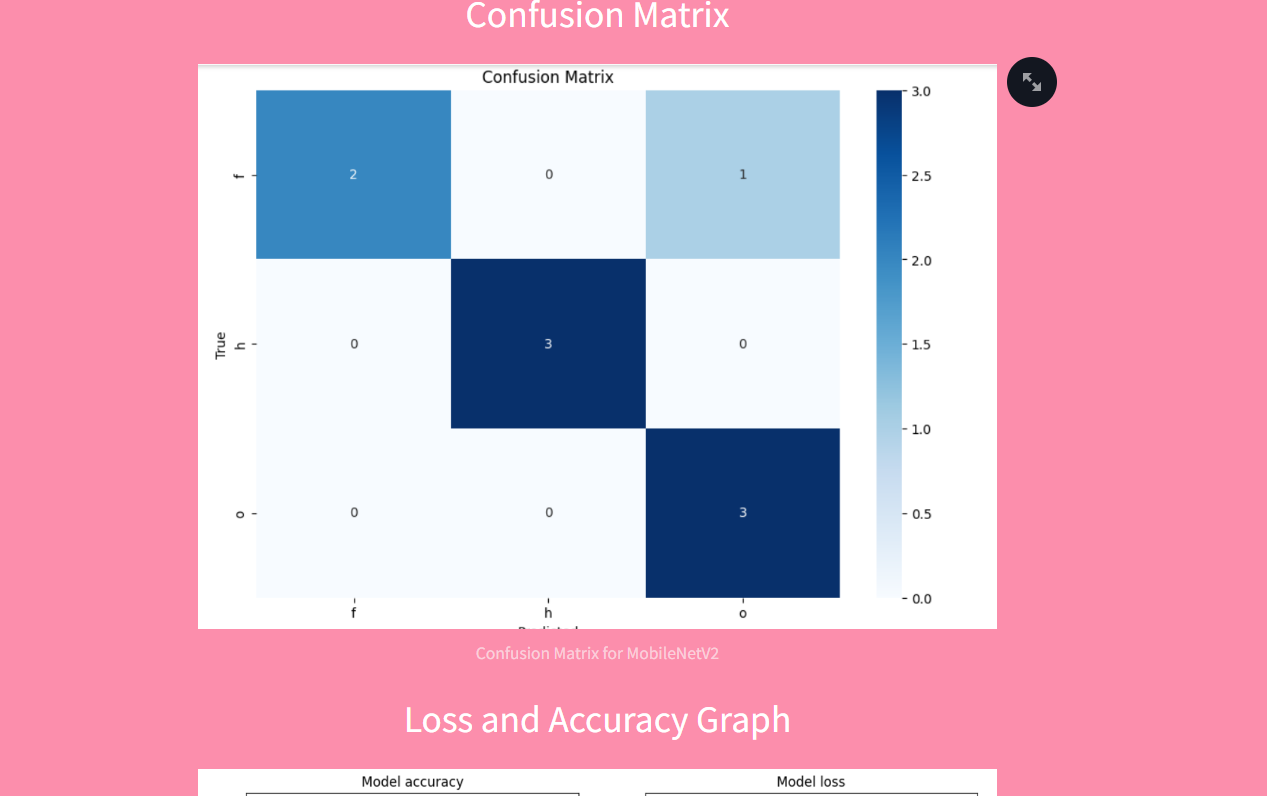 Confusion Matrix
Confusion Matrix
3.0
f
2
0
1
2.5
2.0
True
h
0
3
0
1.5
1.0
o
0
0
3
0.5
0.0
f
h
o
Confusion Matrix for MobileNetV2
Loss and Accuracy Graph
Model accuracy
Model loss